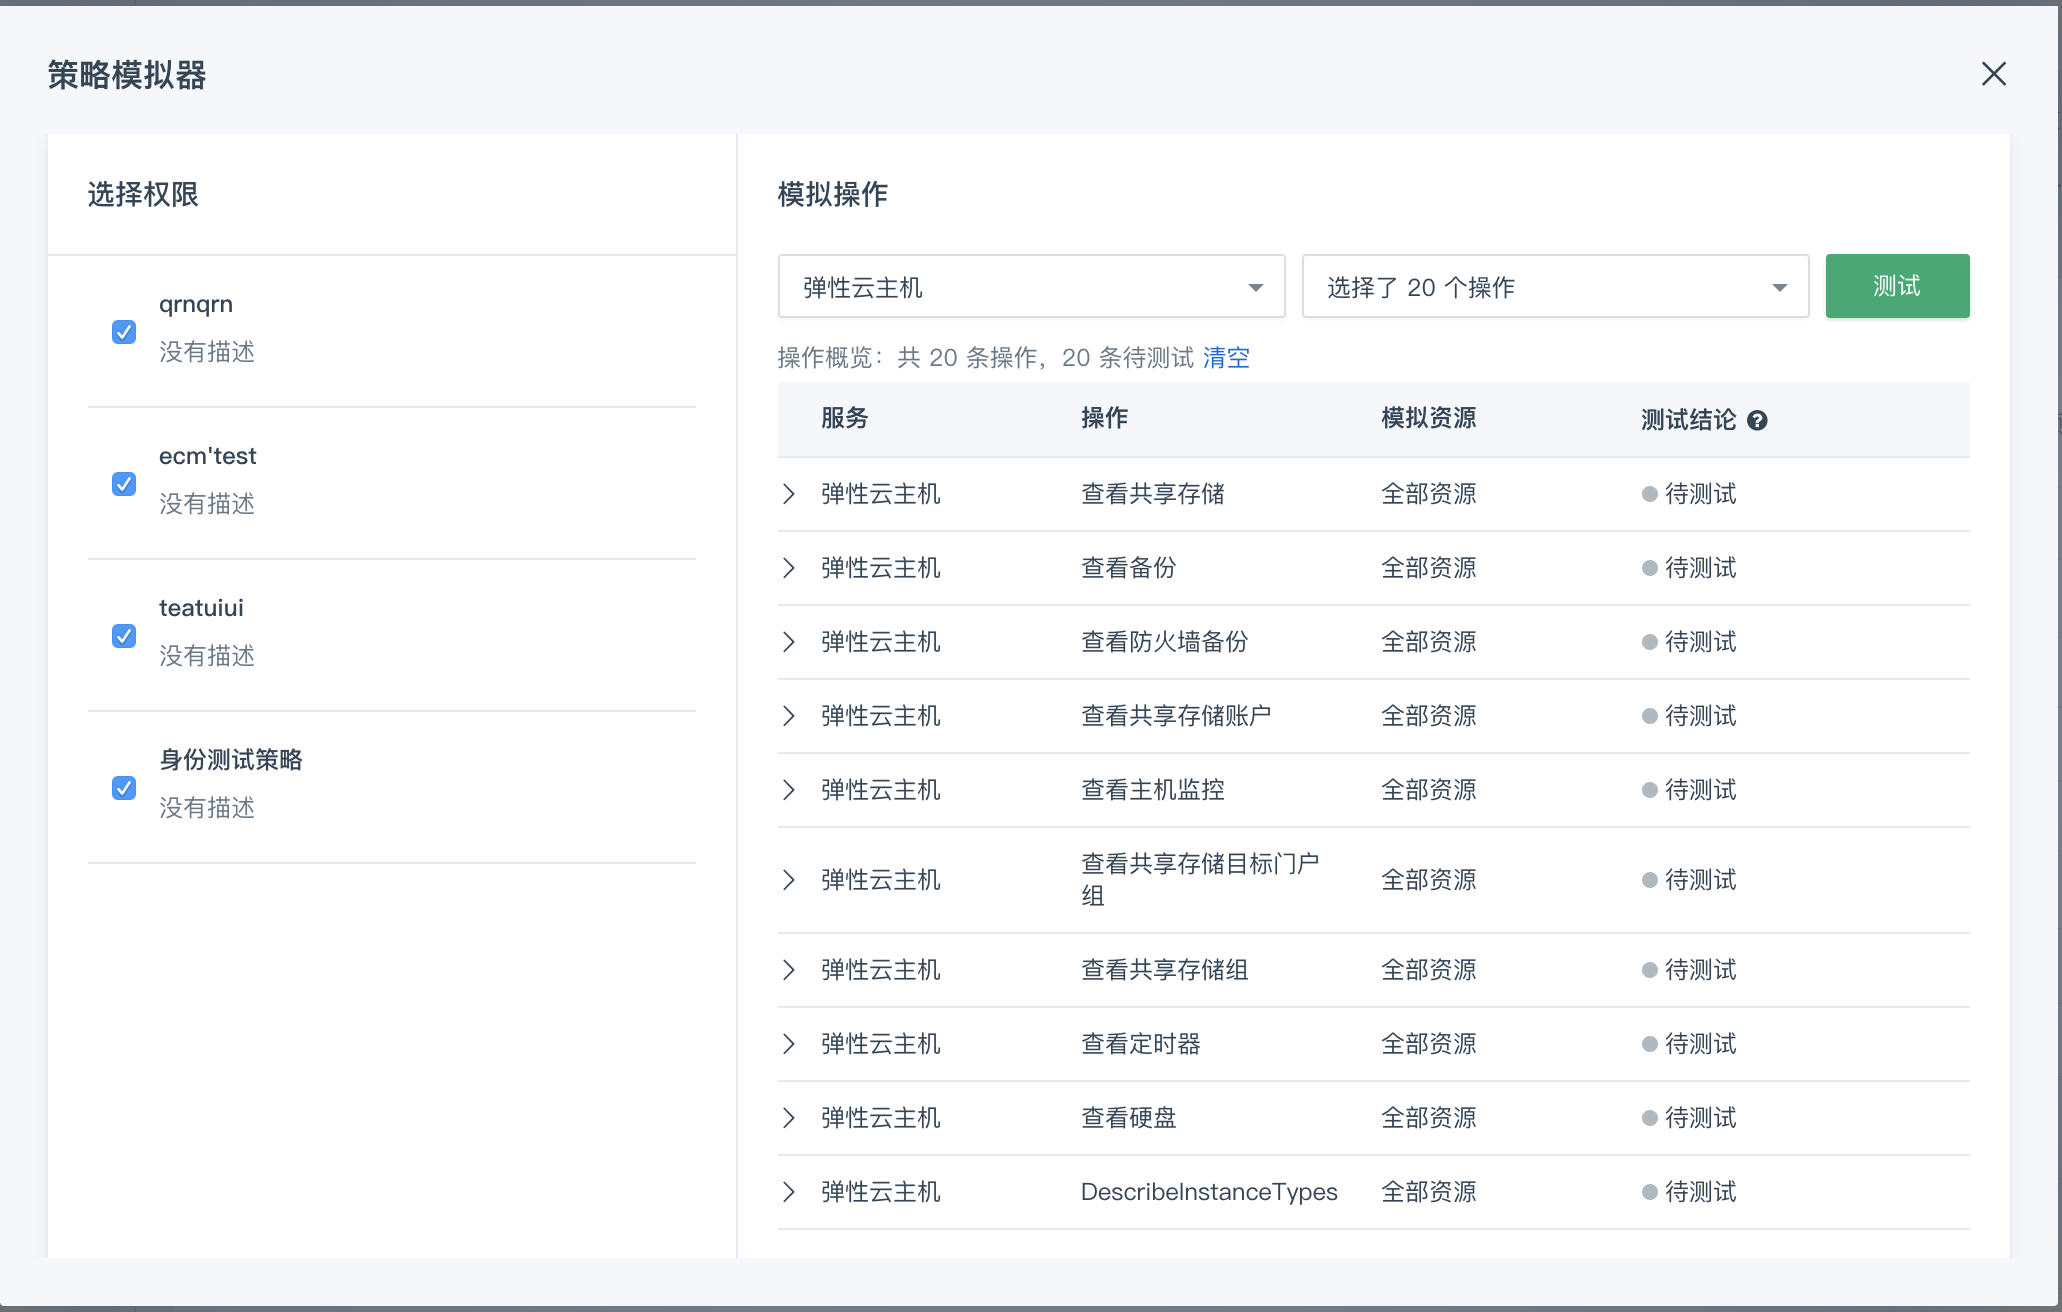 策略模拟器
选择权限
qrnqrn
没有描述
ecm'test
没有描述
teatuiui
没有描述
身份测试策略
没有描述
模拟操作
弹性云主机 选择了 20 个操作 测试
操作概览：共 20 条操作，20 条待测试 清空
服务 操作 模拟资源 测试结论
弹性云主机 查看共享存储 全部资源 待测试
弹性云主机 查看备份 全部资源 待测试
弹性云主机 查看防火墙备份 全部资源 待测试
弹性云主机 查看共享存储账户 全部资源 待测试
弹性云主机 查看主机监控 全部资源 待测试
弹性云主机 查看共享存储目标门户
组 全部资源 待测试
弹性云主机 查看共享存储组 全部资源 待测试
弹性云主机 查看定时器 全部资源 待测试
弹性云主机 查看硬盘 全部资源 待测试
弹性云主机 DescribeInstanceTypes 全部资源 待测试